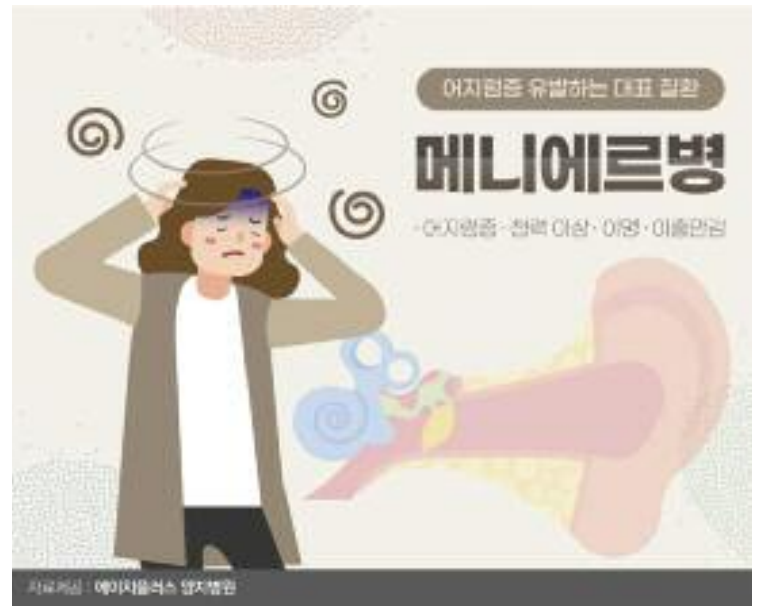 어지럼증 유발하는 대표 질환
메니에르병
· 어지럼증 · 청력 이상 · 이명 · 이충만감
자료제공 : 에이치플러스 양지병원